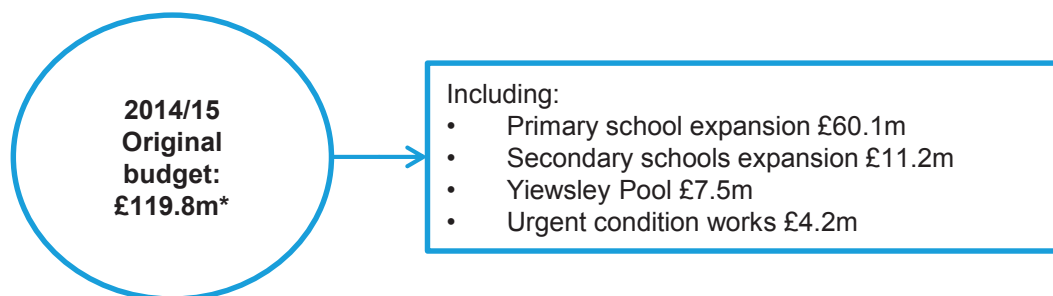 2014/15
Original
budget:
£119.8m*
Including:
• Primary school expansion £60.1m
• Secondary schools expansion £11.2m
• Yiewsley Pool £7.5m
• Urgent condition works £4.2m